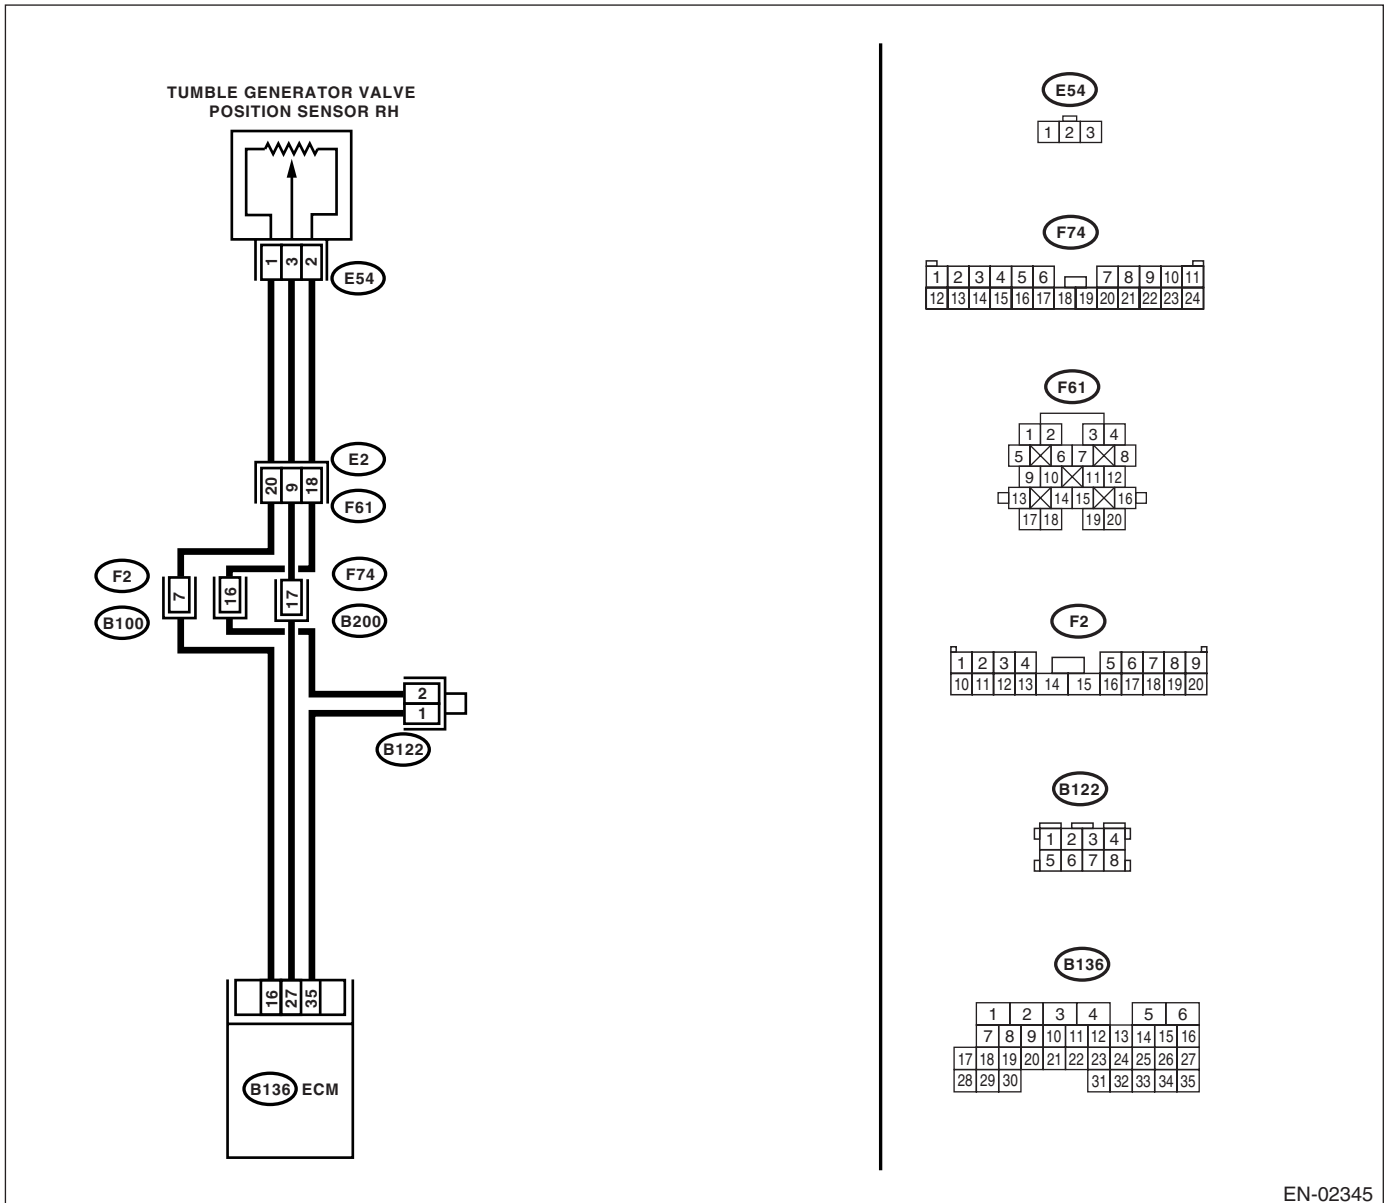 TUMBLE GENERATOR VALVE
POSITION SENSOR RH
1 3 2
E54
E2
20 9 18
F61
F2
7
B100
16
17
F74
B200
2
1
B122
16 27 35
B136 ECM
E54
1 2 3
F74
1 2 3 4 5 6 7 8 9 10 11
12 13 14 15 16 17 18 19 20 21 22 23 24
F61
1 2 3 4
5 6 7 8
9 10 11 12
13 14 15 16
17 18 19 20
F2
1 2 3 4 5 6 7 8 9
10 11 12 13 14 15 16 17 18 19 20
B122
1 2 3 4
5 6 7 8
B136
1 2 3 4 5 6
7 8 9 10 11 12 13 14 15 16
17 18 19 20 21 22 23 24 25 26 27
28 29 30 31 32 33 34 35
EN-02345